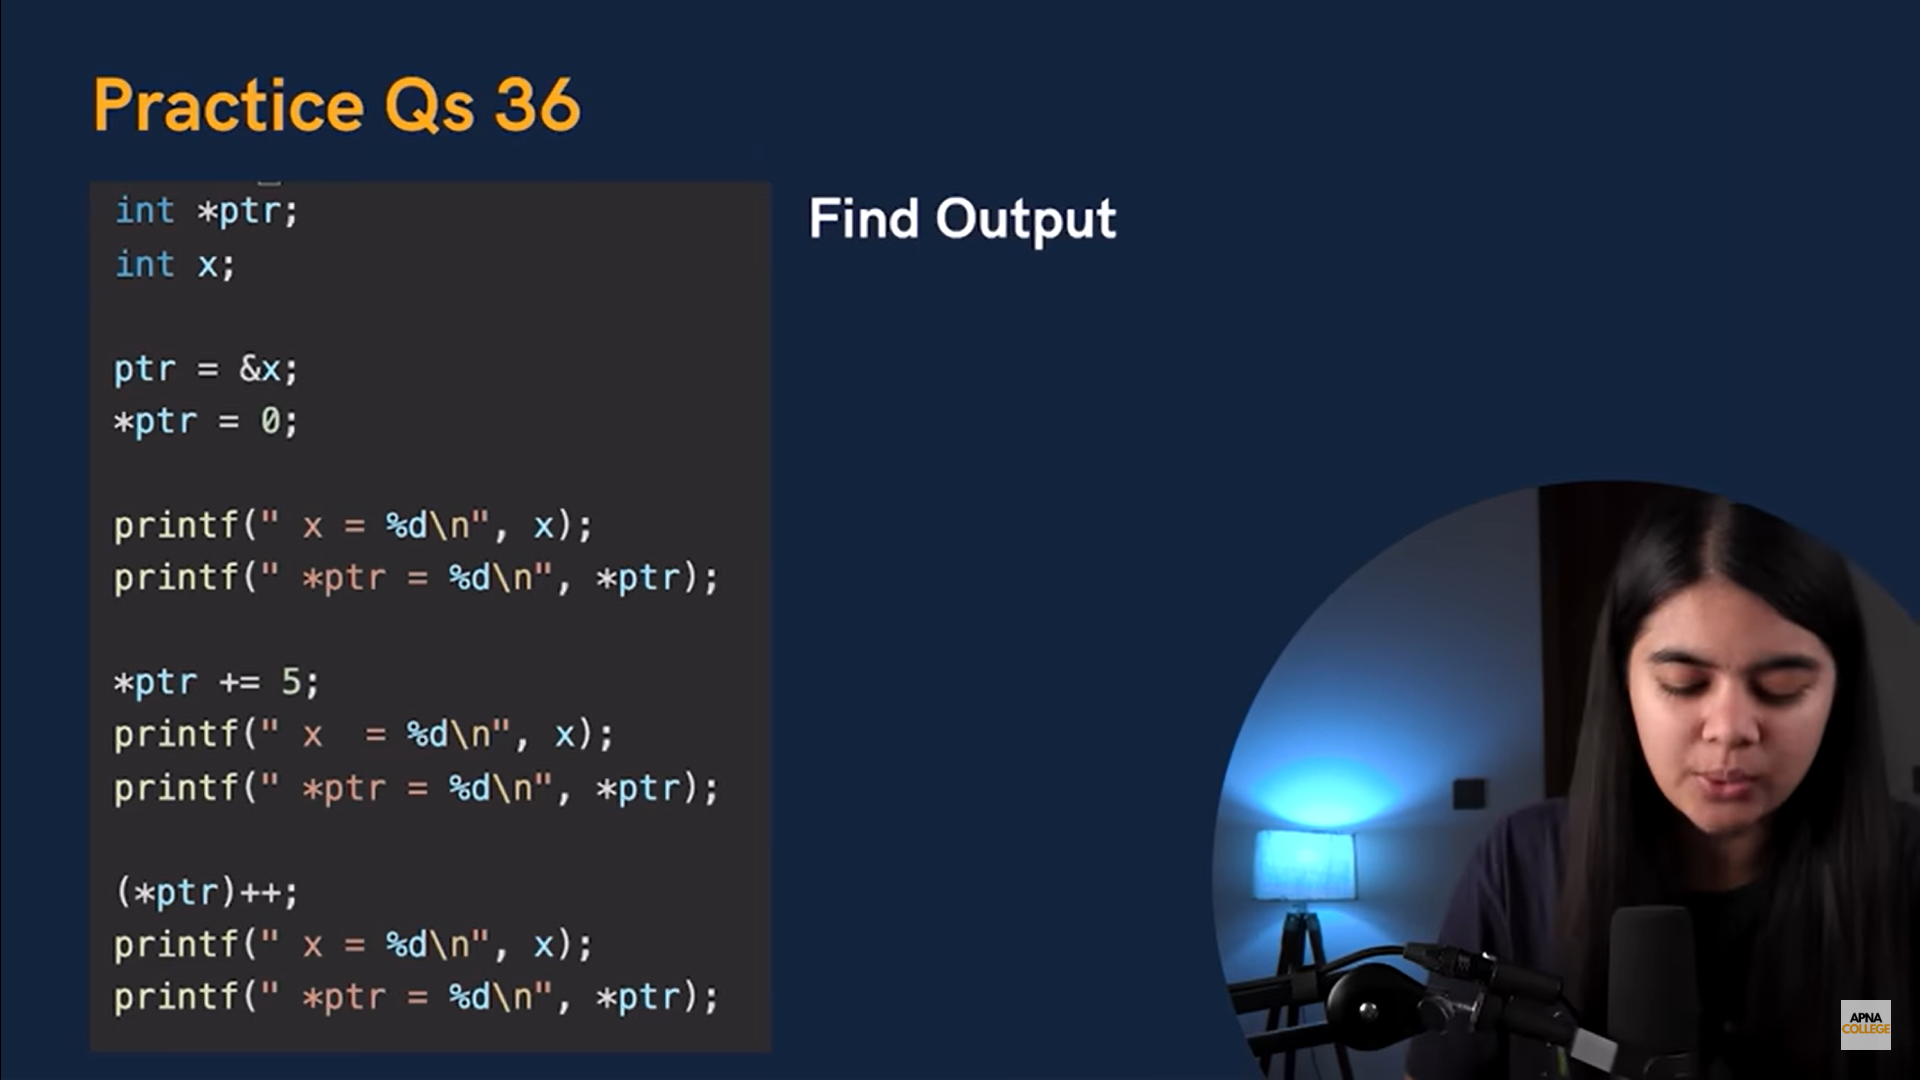 Practice Qs 36
int *ptr;
int x;
ptr = &x;
*ptr = 0;
printf(" x = %d\n", x);
printf(" *ptr = %d\n", *ptr);
*ptr += 5;
printf(" x  = %d\n", x);
printf(" *ptr = %d\n", *ptr);
(*ptr)++;
printf(" x = %d\n", x);
printf(" *ptr = %d\n", *ptr);
Find Output
APNA
COLLEGE